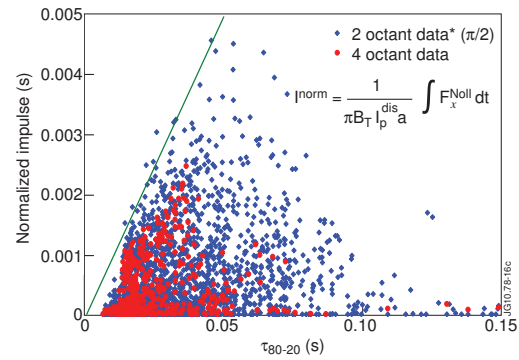 0.005
0.004
0.003
0.002
0.001
0
Normalized impulse (s)
2 octant data* (π/2)
4 octant data
I^norm = 1 / (πB_T I_p^dis a) ∫ F_x^Noll dt
0 0.05 0.10 0.15
τ80-20 (s)
JG10.78-16c